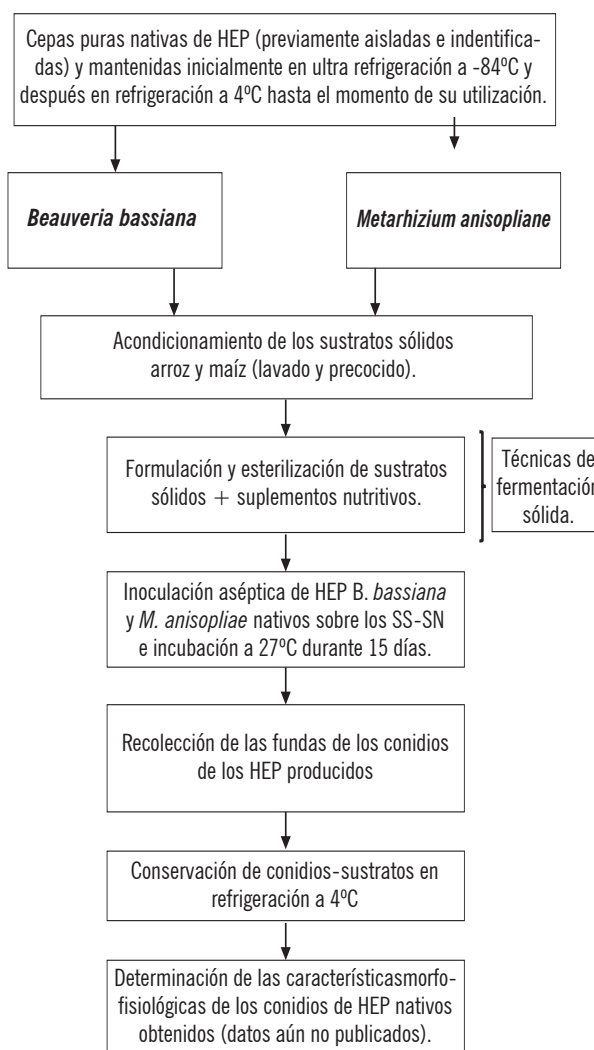 Cepas puras nativas de HEP (previamente aisladas e indentifica-
das) y mantenidas inicialmente en ultra refrigeración a -84ºC y
después en refrigeración a 4ºC hasta el momento de su utilización.
Beauveria bassiana
Metarhizium anisopliane
Acondicionamiento de los sustratos sólidos
arroz y maíz (lavado y precocido).
Formulación y esterilización de sustratos
sólidos + suplementos nutritivos.
Técnicas de
fermentación
sólida.
Inoculación aséptica de HEP B. bassiana
y M. anisopliae nativos sobre los SS-SN
e incubación a 27ºC durante 15 días.
Recolección de las fundas de los conidios
de los HEP producidos
Conservación de conidios-sustratos en
refrigeración a 4ºC
Determinación de las característicasmorfo-
fisiológicas de los conidios de HEP nativos
obtenidos (datos aún no publicados).